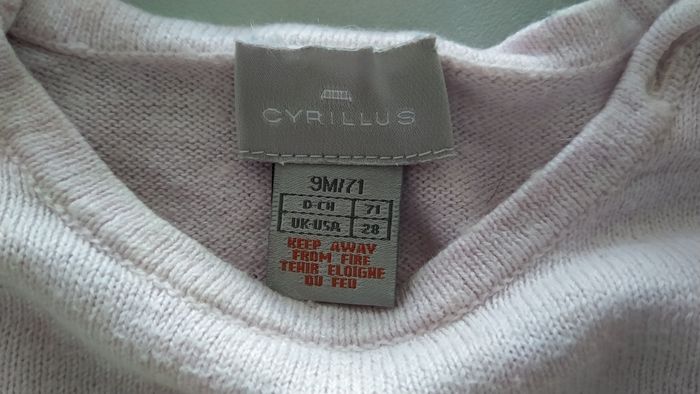 CYRILLUS
9M/71
D-CH 71
UK-USA 28
KEEP AWAY
FROM FIRE
TENIR ELOIGNE
DU FEU